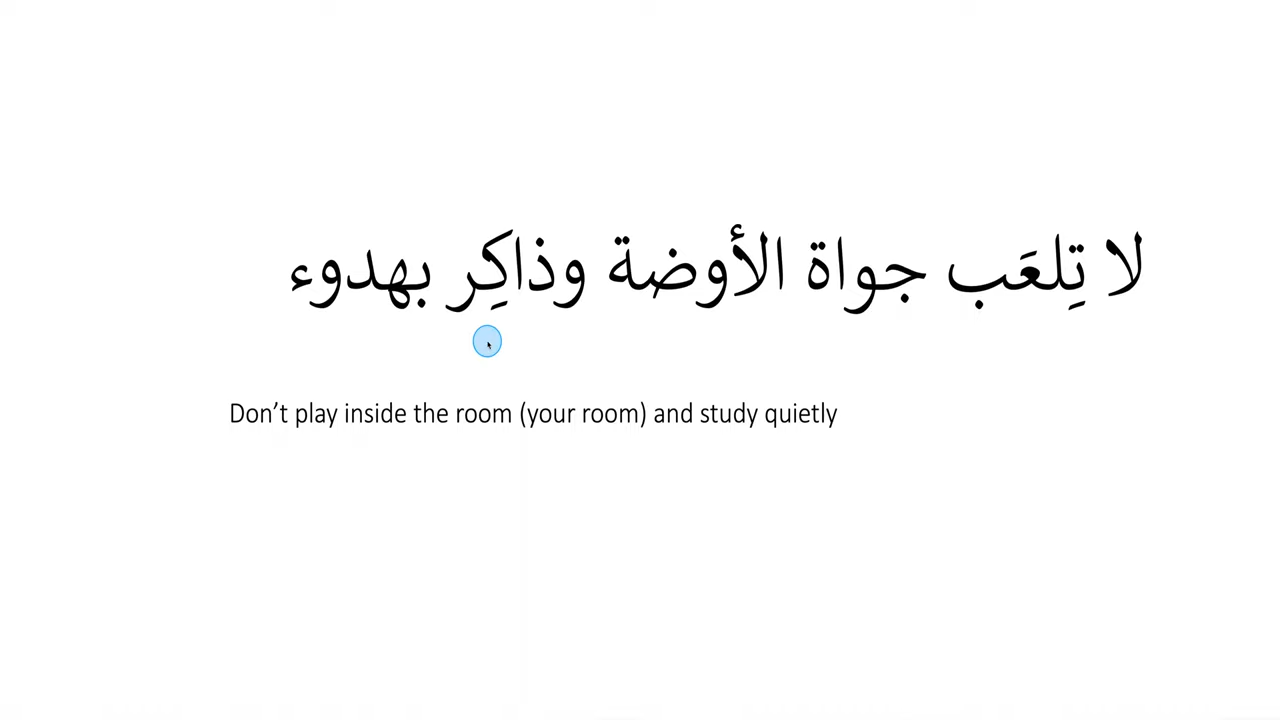 لا تِلعَب جواة الأوضة وذاكِر بهدوء
Don’t play inside the room (your room) and study quietly